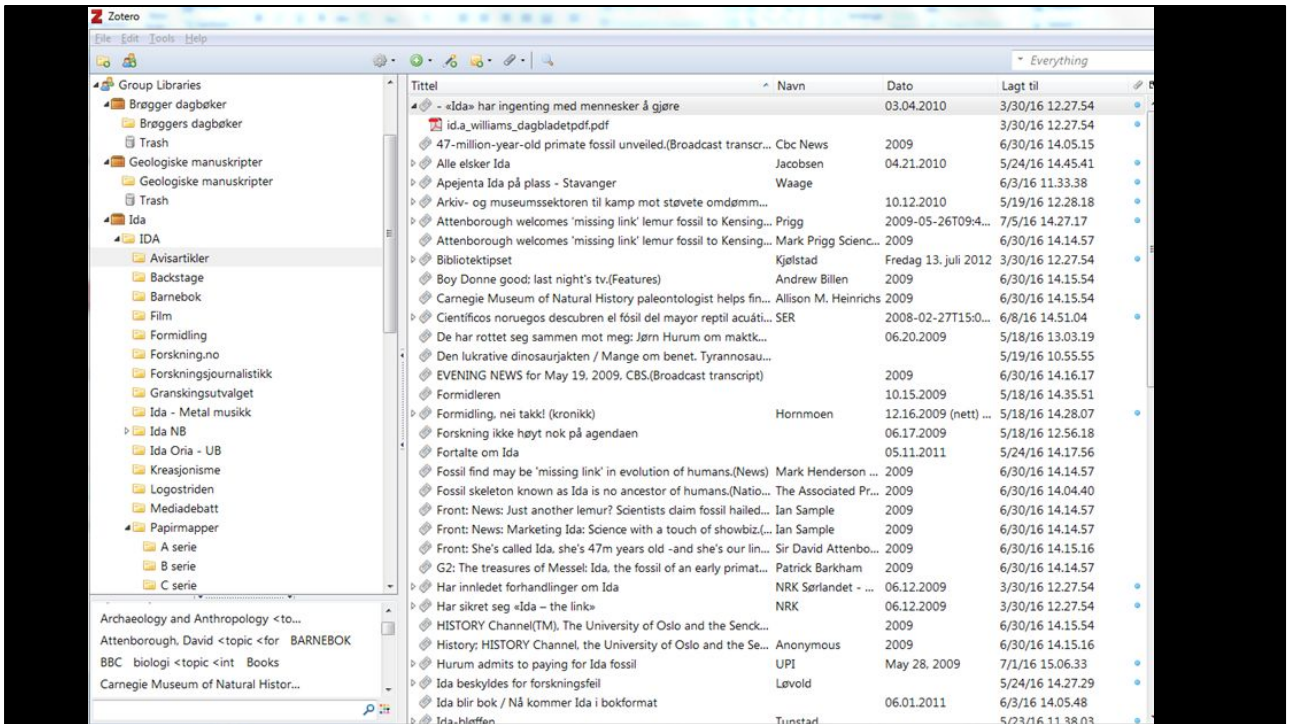 Zotero
File Edit Tools Help
Everything
Group Libraries
Brøgger dagbøker
Brøggers dagbøker
Trash
Geologiske manuskripter
Geologiske manuskripter
Trash
Ida
IDA
Avisartikler
Backstage
Barnebok
Film
Formidling
Forskning.no
Forskningsjournalistikk
Granskingsutvalget
Ida - Metal musikk
Ida NB
Ida Oria - UB
Kreasjonisme
Logostriden
Mediadebatt
Papirmapper
A serie
B serie
C serie
Archaeology and Anthropology <to...
Attenborough, David <topic <for BARNEBOK
BBC biologi <topic <int Books
Carnegie Museum of Natural Histor...
Tittel Navn Dato Lagt til
- «Ida» har ingenting med mennesker å gjøre 03.04.2010 3/30/16 12.27.54
id.a_williams_dagbladetpdf.pdf 3/30/16 12.27.54
47-million-year-old primate fossil unveiled.(Broadcast transcr... Cbc News 2009 6/30/16 14.05.15
Alle elsker Ida Jacobsen 04.21.2010 5/24/16 14.45.41
Apejenta Ida på plass - Stavanger Waage 6/3/16 11.33.38
Arkiv- og museumssektoren til kamp mot støvete omdømm... 10.12.2010 5/19/16 12.28.18
Attenborough welcomes 'missing link' lemur fossil to Kensing... Prigg 2009-05-26T09:4... 7/5/16 14.27.17
Attenborough welcomes 'missing link' lemur fossil to Kensing... Mark Prigg Scienc... 2009 6/30/16 14.14.57
Bibliotektipset Kjølstad Fredag 13. juli 2012 3/30/16 12.27.54
Boy Donne good; last night's tv.(Features) Andrew Billen 2009 6/30/16 14.15.54
Carnegie Museum of Natural History paleontologist helps fin... Allison M. Heinrichs 2009 6/30/16 14.15.54
Científicos noruegos descubren el fósil del mayor reptil acuáti... SER 2008-02-27T15:0... 6/8/16 14.51.04
De har rottet seg sammen mot meg: Jørn Hurum om maktk... 06.20.2009 5/18/16 13.03.19
Den lukrative dinosaurjakten / Mange om benet. Tyrannosau... 5/19/16 10.55.55
EVENING NEWS for May 19, 2009, CBS.(Broadcast transcript) 2009 6/30/16 14.16.17
Formidleren 10.15.2009 5/18/16 14.35.51
Formidling, nei takk! (kronikk) Hornmoen 12.16.2009 (nett) ... 5/18/16 14.28.07
Forskning ikke høyt nok på agendaen 06.17.2009 5/18/16 12.56.18
Fortalte om Ida 05.11.2011 5/24/16 14.17.56
Fossil find may be 'missing link' in evolution of humans.(News) Mark Henderson ... 2009 6/30/16 14.14.57
Fossil skeleton known as Ida is no ancestor of humans.(Natio... The Associated Pr... 2009 6/30/16 14.04.40
Front: News: Just another lemur? Scientists claim fossil hailed... Ian Sample 2009 6/30/16 14.14.57
Front: News: Marketing Ida: Science with a touch of showbiz.(... Ian Sample 2009 6/30/16 14.14.57
Front: She's called Ida, she's 47m years old -and she's our lin... Sir David Attenbo... 2009 6/30/16 14.15.16
G2: The treasures of Messel: Ida, the fossil of an early primat... Patrick Barkham 2009 6/30/16 14.14.57
Har innledet forhandlinger om Ida NRK Sørlandet - ... 06.12.2009 3/30/16 12.27.54
Har sikret seg «Ida – the link» NRK 06.12.2009 3/30/16 12.27.54
HISTORY Channel(TM), The University of Oslo and the Senck... 2009 6/30/16 14.15.54
History; HISTORY Channel, the University of Oslo and the Se... Anonymous 2009 6/30/16 14.15.16
Hurum admits to paying for Ida fossil UPI May 28, 2009 7/1/16 15.06.33
Ida beskyldes for forskningsfeil Løvold 5/24/16 14.27.29
Ida blir bok / Nå kommer Ida i bokformat 06.01.2011 6/3/16 14.05.48
Ida-bløffen Tunstad 5/23/16 11.38.03